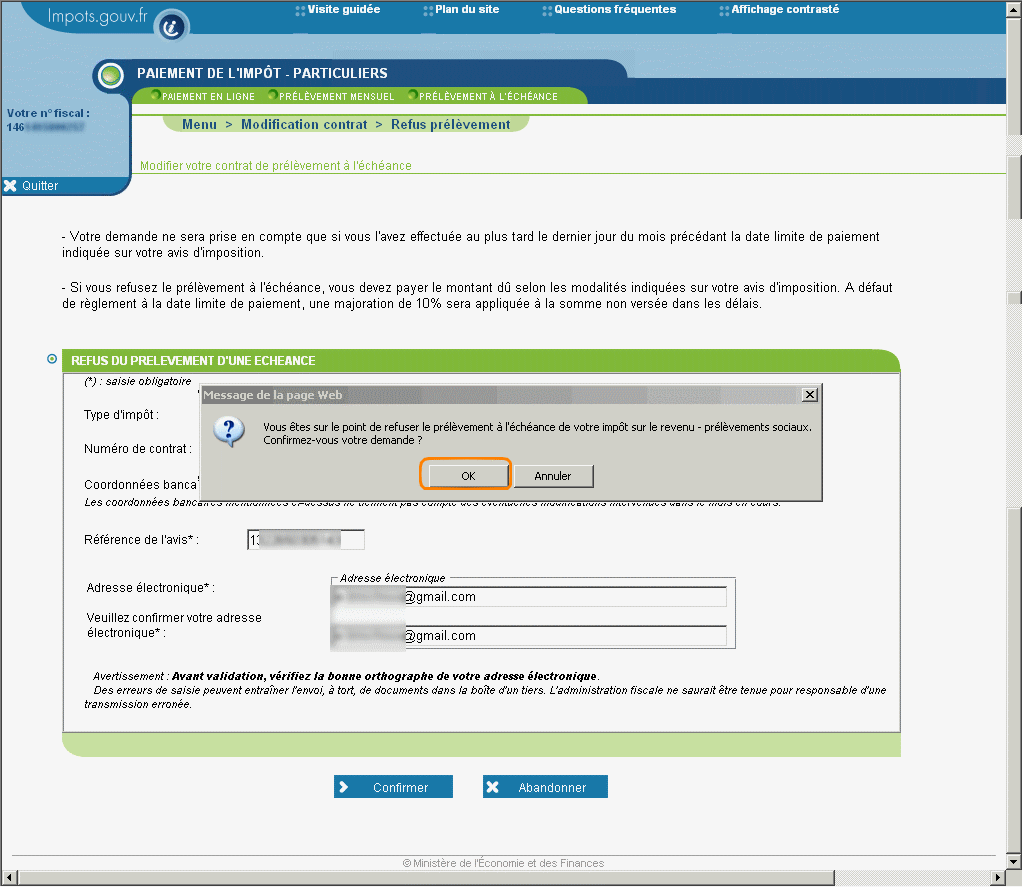 Impots.gouv.fr
Visite guidée
Plan du site
Questions fréquentes
Affichage contrasté
PAIEMENT DE L'IMPÔT - PARTICULIERS
PAIEMENT EN LIGNE
PRÉLÈVEMENT MENSUEL
PRÉLÈVEMENT À L'ÉCHÉANCE
Votre n° fiscal :
146
Menu > Modification contrat > Refus prélèvement
Modifier votre contrat de prélèvement à l'échéance
Quitter
- Votre demande ne sera prise en compte que si vous l'avez effectuée au plus tard le dernier jour du mois précédant la date limite de paiement
indiquée sur votre avis d'imposition.
- Si vous refusez le prélèvement à l'échéance, vous devez payer le montant dû selon les modalités indiquées sur votre avis d'imposition. A défaut
de règlement à la date limite de paiement, une majoration de 10% sera appliquée à la somme non versée dans les délais.
REFUS DU PRELEVEMENT D'UNE ECHEANCE
(*) : saisie obligatoire
Message de la page Web
Type d'impôt :
Vous êtes sur le point de refuser le prélèvement à l'échéance de votre impôt sur le revenu - prélèvements sociaux.
Confirmez-vous votre demande ?
Numéro de contrat :
OK
Annuler
Coordonnées banca
Les coordonnées bancaires mentionnées ci-dessus ne tiennent pas compte des éventuelles modifications intervenues dans le mois en cours.
Référence de l'avis* :
13
Adresse électronique
Adresse électronique* :
@gmail.com
Veuillez confirmer votre adresse
électronique* :
@gmail.com
Avertissement : Avant validation, vérifiez la bonne orthographe de votre adresse électronique.
Des erreurs de saisie peuvent entraîner l'envoi, à tort, de documents dans la boîte d'un tiers. L'administration fiscale ne saurait être tenue pour responsable d'une
transmission erronée.
Confirmer
Abandonner
© Ministère de l'Économie et des Finances